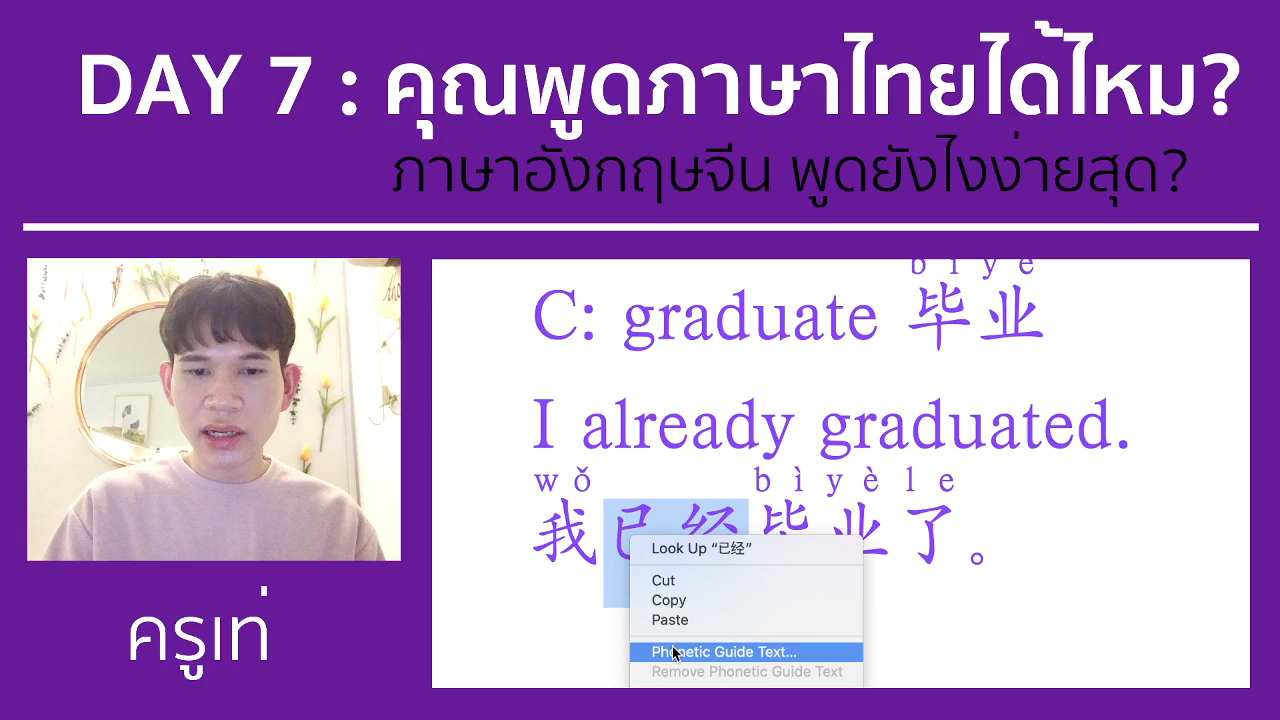 DAY 7 : คุณพูดภาษาไทยได้ไหม?
ภาษาอังกฤษจีน พูดยังไงง่ายสุด?
bìyè
C: graduate 毕业
I already graduated.
wǒ bìyèle
我已经毕业了。
Look Up “已经”
Cut
Copy
Paste
Phonetic Guide Text...
Remove Phonetic Guide Text
ครูเท่